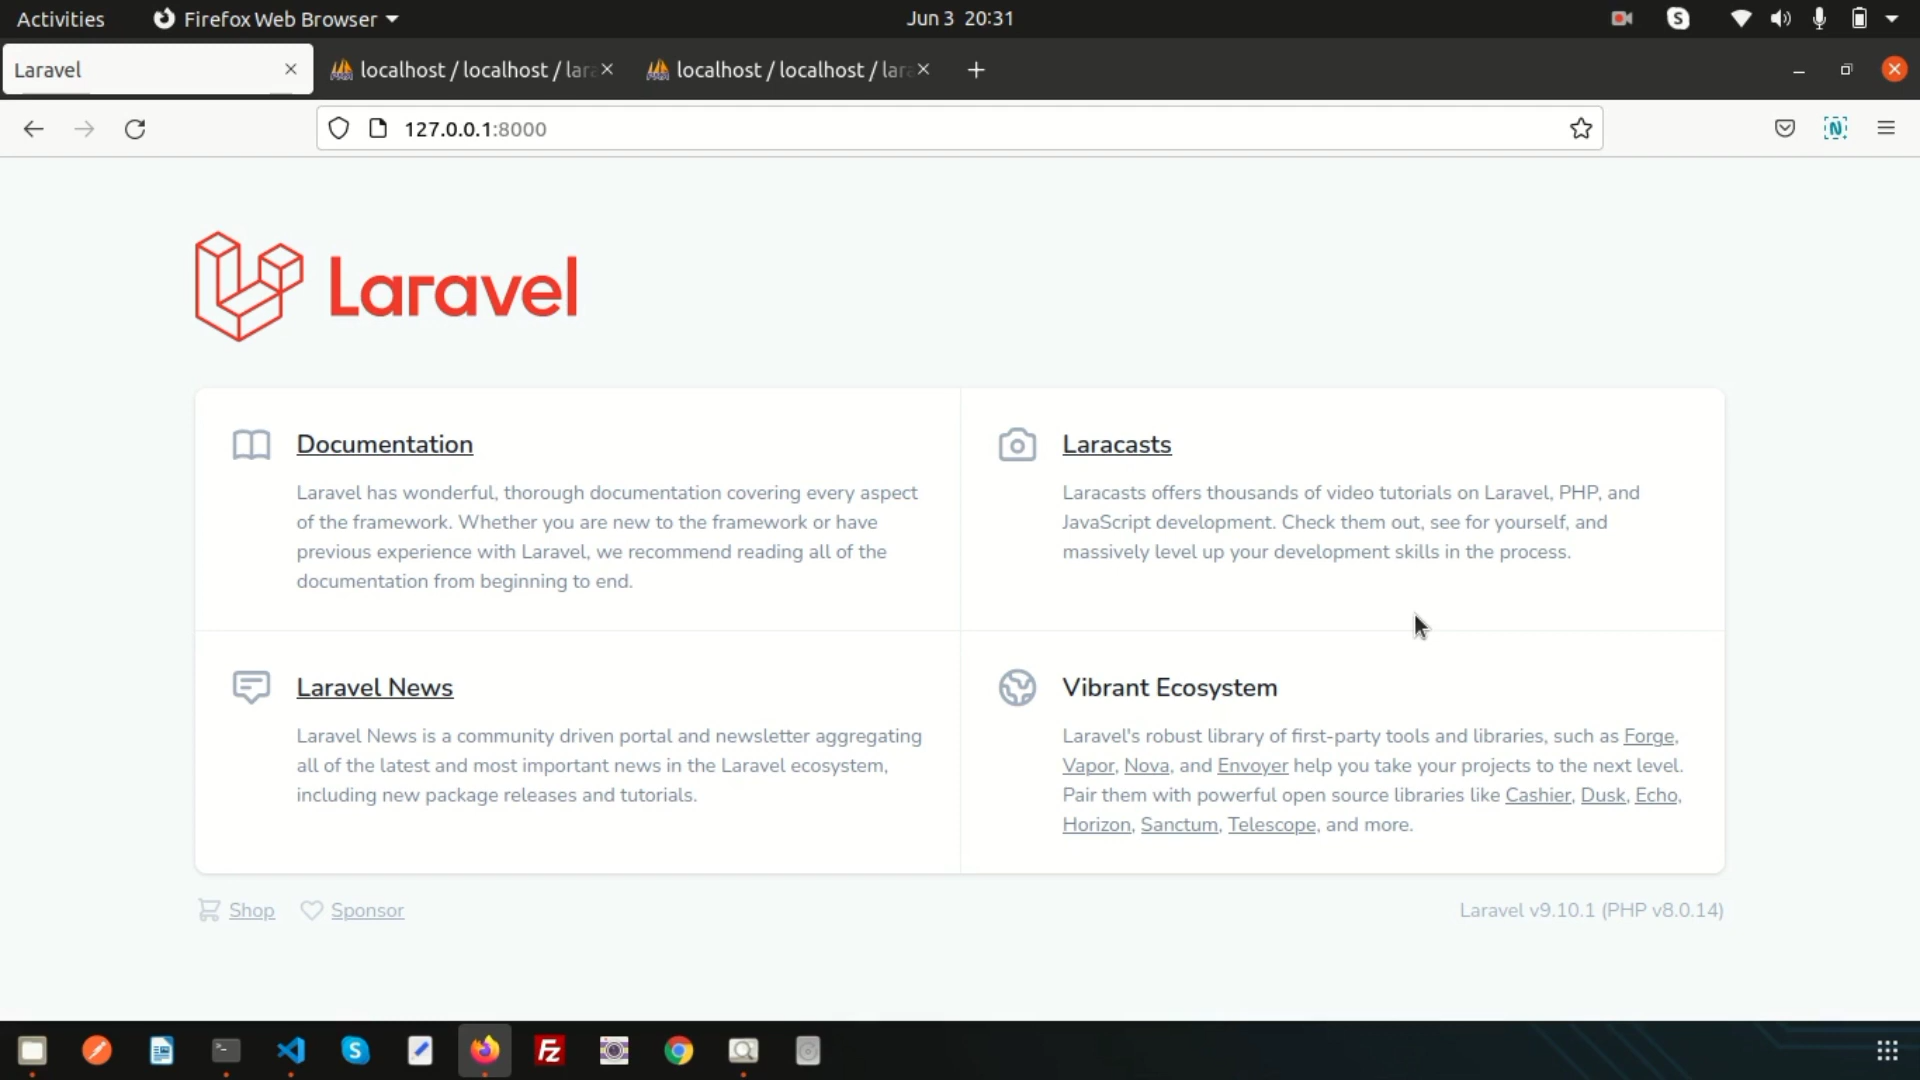 Activities
Firefox Web Browser
Jun 3 20:31
Laravel
localhost / localhost / lar
localhost / localhost / lar
127.0.0.1:8000
Laravel
Documentation
Laravel has wonderful, thorough documentation covering every aspect
of the framework. Whether you are new to the framework or have
previous experience with Laravel, we recommend reading all of the
documentation from beginning to end.
Laracasts
Laracasts offers thousands of video tutorials on Laravel, PHP, and
JavaScript development. Check them out, see for yourself, and
massively level up your development skills in the process.
Laravel News
Laravel News is a community driven portal and newsletter aggregating
all of the latest and most important news in the Laravel ecosystem,
including new package releases and tutorials.
Vibrant Ecosystem
Laravel's robust library of first-party tools and libraries, such as Forge,
Vapor, Nova, and Envoyer help you take your projects to the next level.
Pair them with powerful open source libraries like Cashier, Dusk, Echo,
Horizon, Sanctum, Telescope, and more.
Shop
Sponsor
Laravel v9.10.1 (PHP v8.0.14)